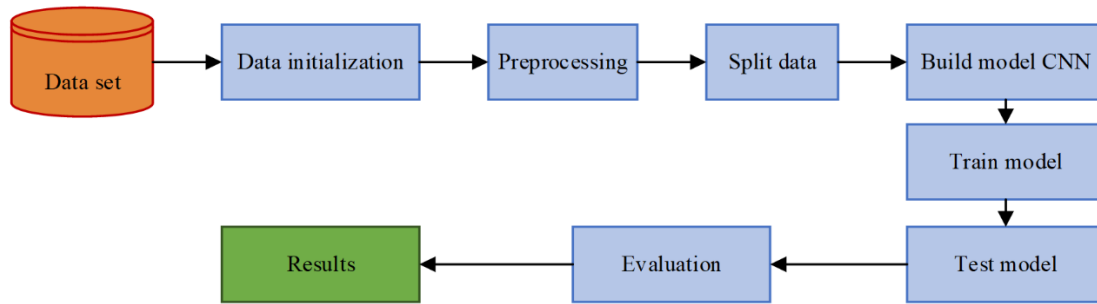 Data set
Data initialization
Preprocessing
Split data
Build model CNN
Train model
Test model
Evaluation
Results